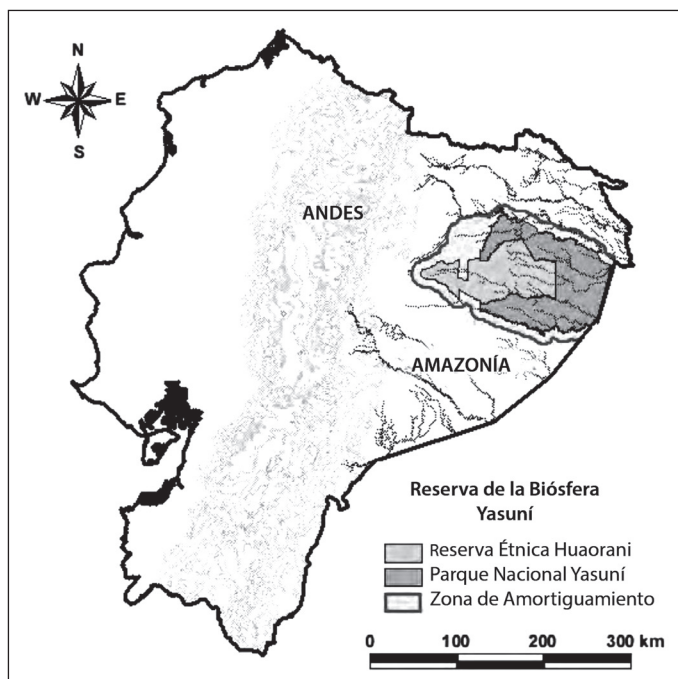 N
W E
S
ANDES
AMAZONÍA
Reserva de la Biósfera
Yasuní
Reserva Étnica Huaorani
Parque Nacional Yasuní
Zona de Amortiguamiento
0 100 200 300 km